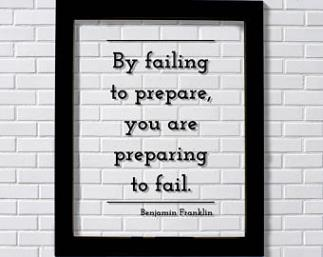 By failing
to prepare,
you are
preparing
to fail.
Benjamin Franklin